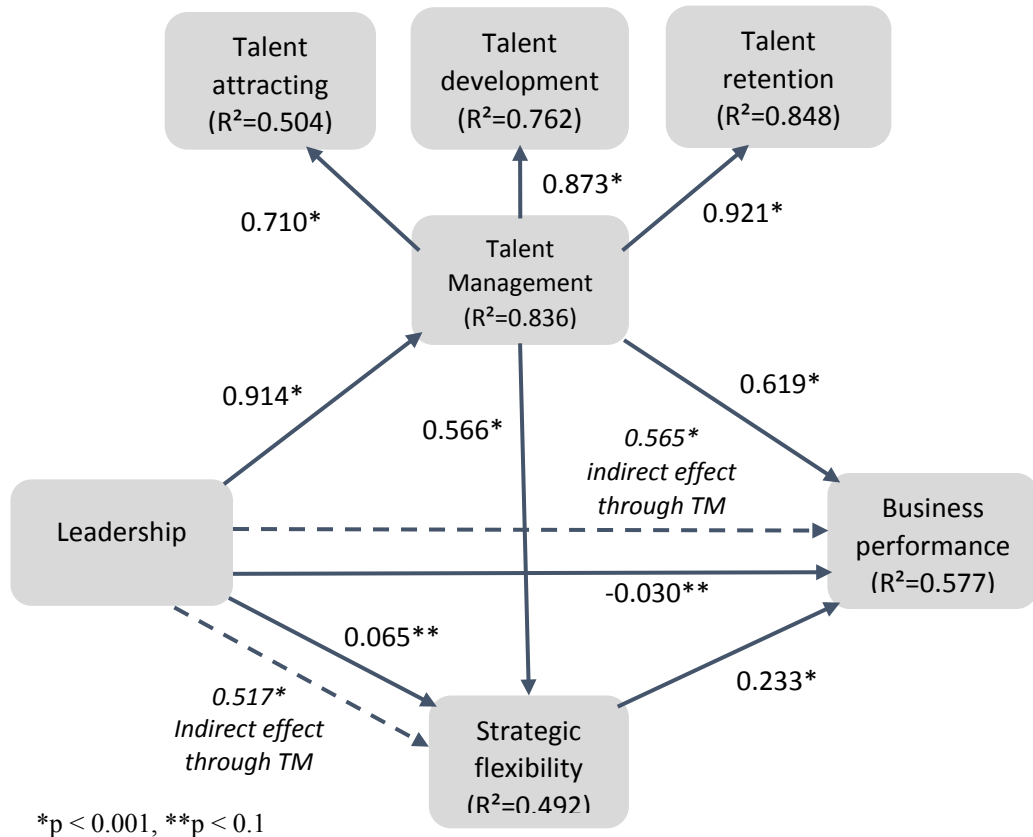 Talent
attracting
(R²=0.504)
Talent
development
(R²=0.762)
Talent
retention
(R²=0.848)
0.710*
0.873*
0.921*
Talent
Management
(R²=0.836)
0.914*
0.566*
0.619*
0.565*
indirect effect
through TM
Leadership
Business
performance
(R²=0.577)
-0.030**
0.065**
0.517*
Indirect effect
through TM
0.233*
Strategic
flexibility
(R²=0.492)
*p < 0.001, **p < 0.1